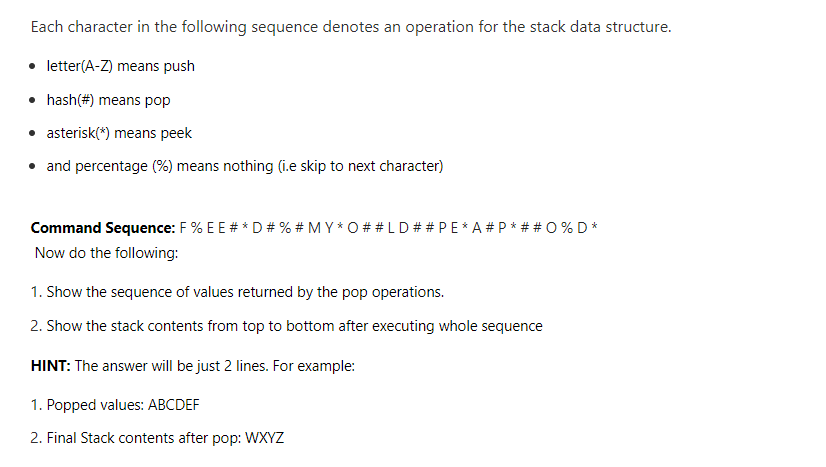 Each character in the following sequence denotes an operation for the stack data structure.
• letter(A-Z) means push
• hash(#) means pop
• asterisk(*) means peek
• and percentage (%) means nothing (i.e skip to next character)
Command Sequence: F % E E # * D # % # M Y * O # # L D # # P E * A # P * # # O % D *
Now do the following:
1. Show the sequence of values returned by the pop operations.
2. Show the stack contents from top to bottom after executing whole sequence
HINT: The answer will be just 2 lines. For example:
1. Popped values: ABCDEF
2. Final Stack contents after pop: WXYZ